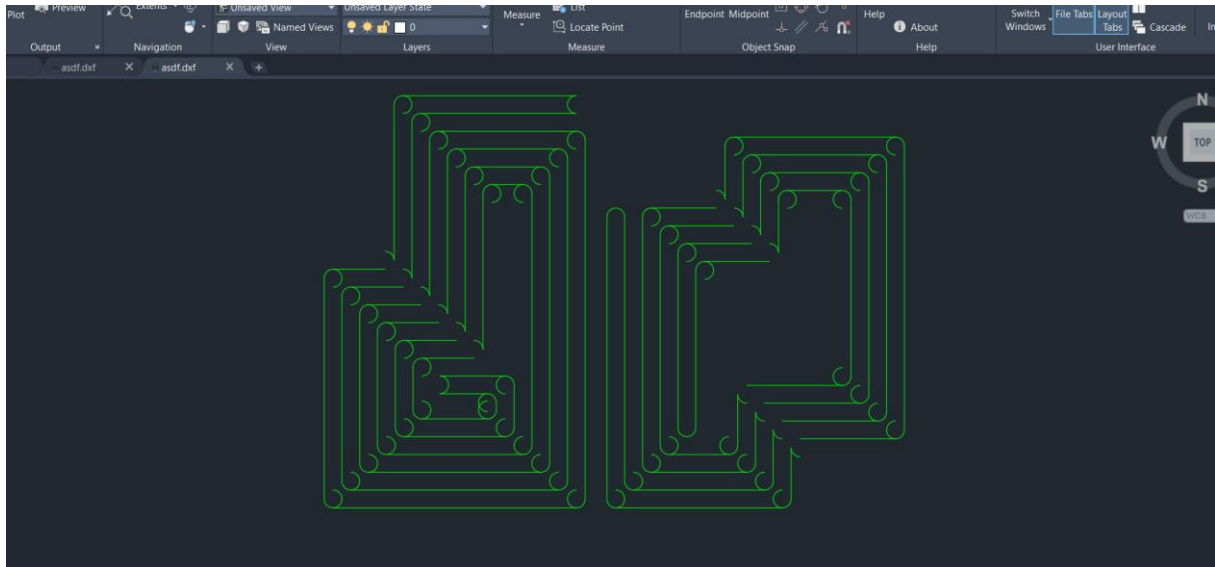 Plot Preview Extents Unsaved View Unsaved Layer State Measure List Endpoint Midpoint Help Switch Windows File Tabs Layout Tabs
Named Views 0 Locate Point About Cascade
Output Navigation View Layers Measure Object Snap Help User Interface
asdf.dxf asdf.dxf
N
W TOP
S
WCS